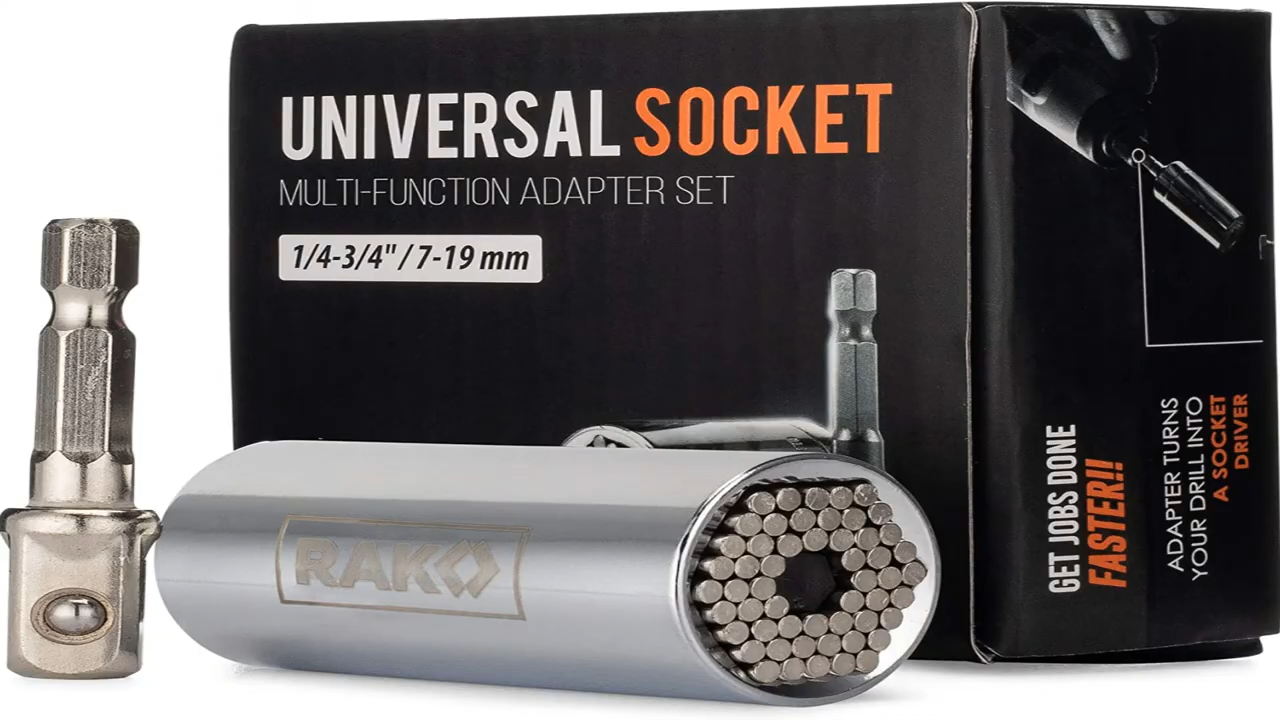 UNIVERSAL SOCKET
MULTI-FUNCTION ADAPTER SET
1/4-3/4" / 7-19 mm
RAKO
GET JOBS DONE
FASTER!!
ADAPTER TURNS
YOUR DRILL INTO
A SOCKET
DRIVER